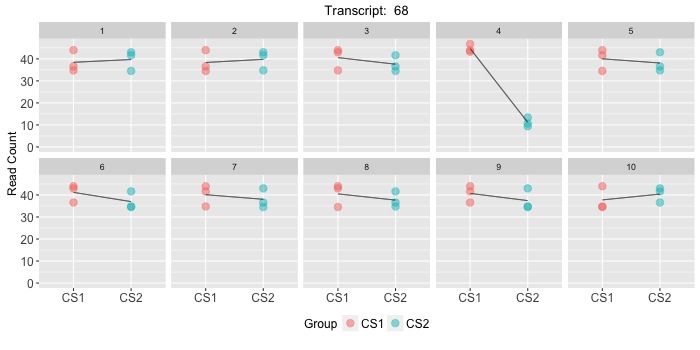 Transcript:  68
1 2 3 4 5
40
30
20
10
0
6 7 8 9 10
40
30
20
10
0
Read Count
CS1 CS2 CS1 CS2 CS1 CS2 CS1 CS2 CS1 CS2
Group CS1 CS2